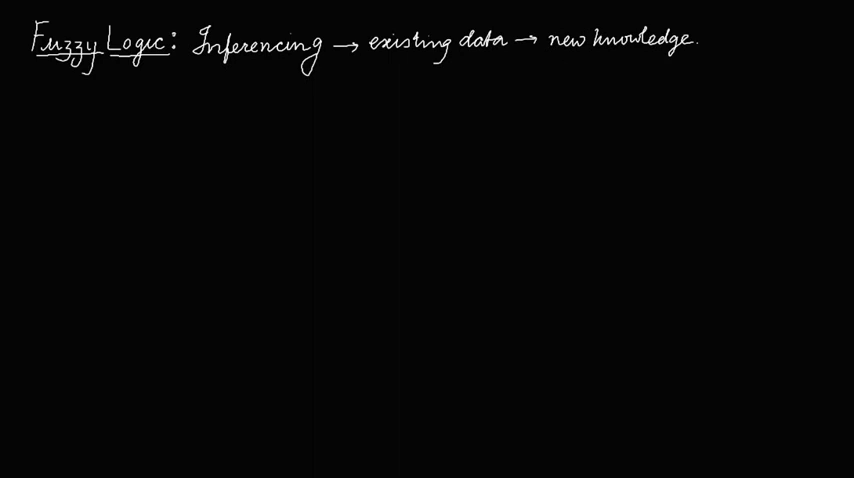 Fuzzy Logic: Inferencing → existing data → new knowledge.